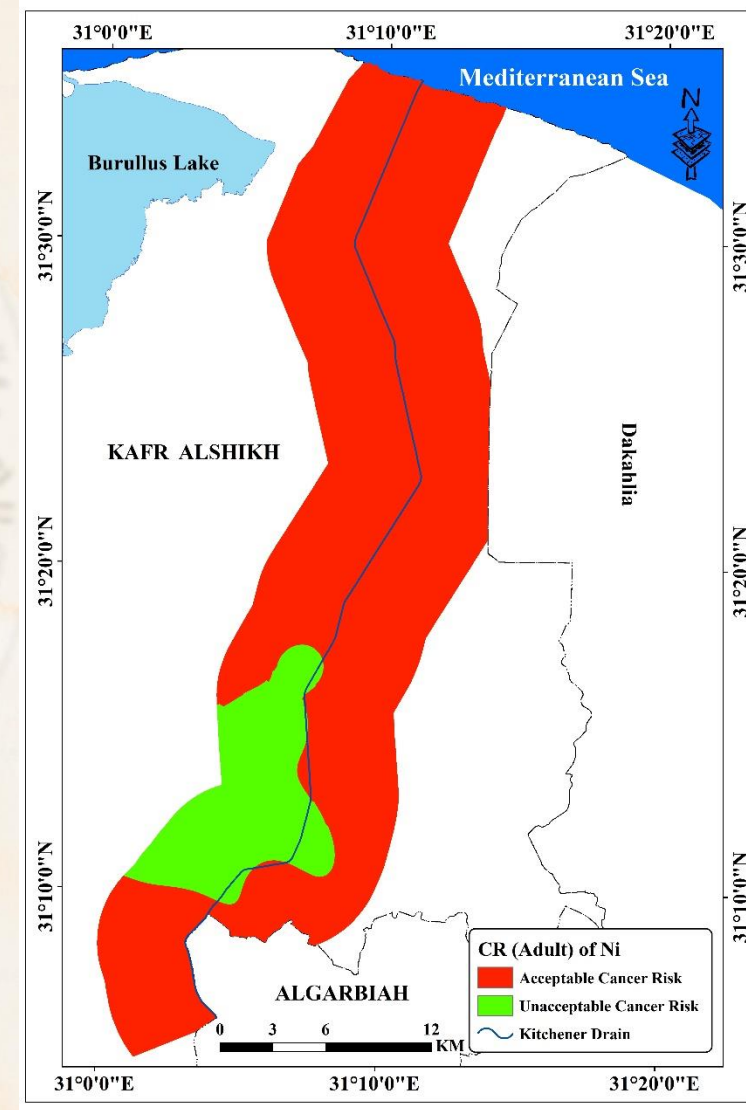 31°0'0"E 31°10'0"E 31°20'0"E
Mediterranean Sea
N
Burullus Lake
31°30'0"N
31°30'0"N
KAFR ALSHIKH
Dakahlia
31°20'0"N
31°20'0"N
31°10'0"N
31°10'0"N
CR (Adult) of Ni
Acceptable Cancer Risk
Unacceptable Cancer Risk
Kitchener Drain
ALGARBIAH
0 3 6 12
KM
31°0'0"E 31°10'0"E 31°20'0"E